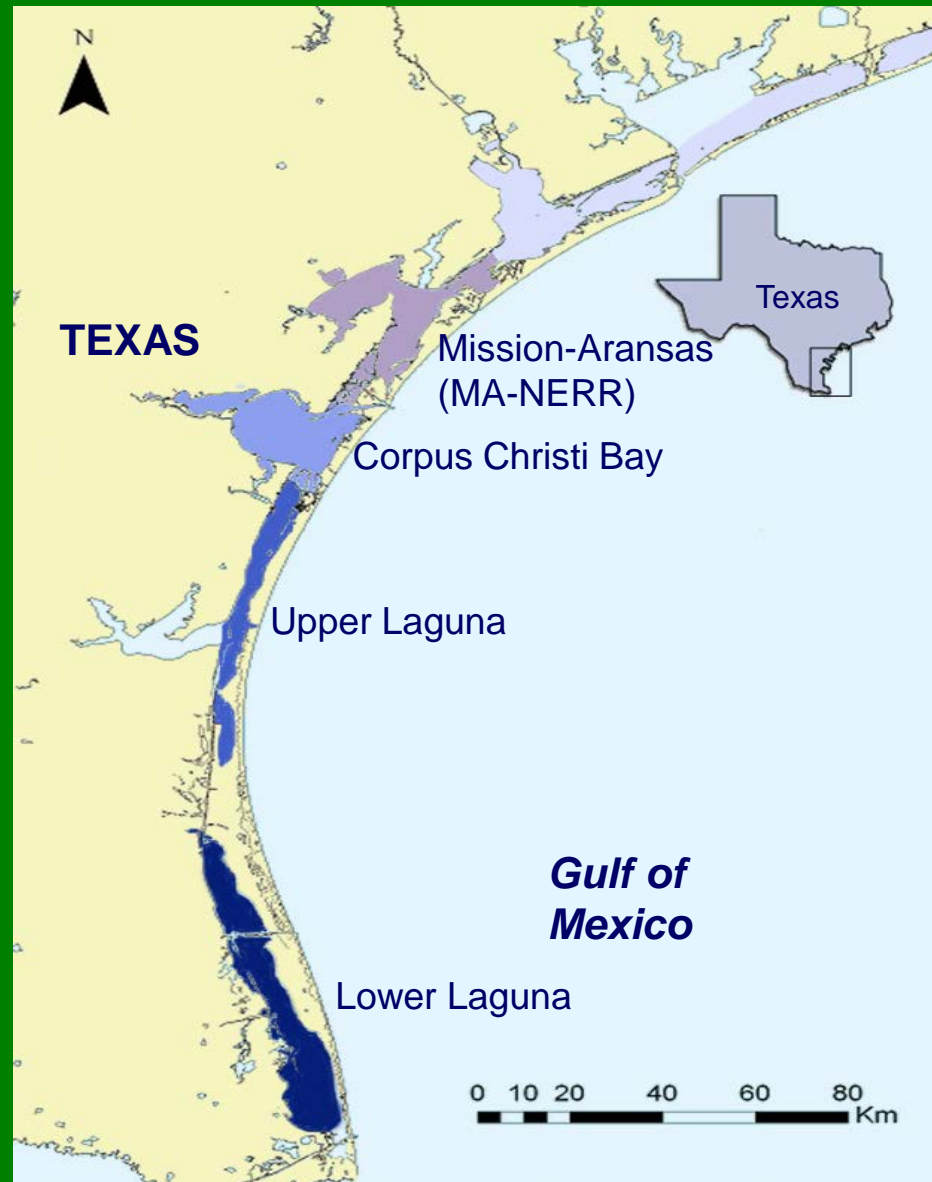 N
Texas
TEXAS
Mission-Aransas
(MA-NERR)
Corpus Christi Bay
Upper Laguna
Gulf of
Mexico
Lower Laguna
0 10 20 40 60 80
Km